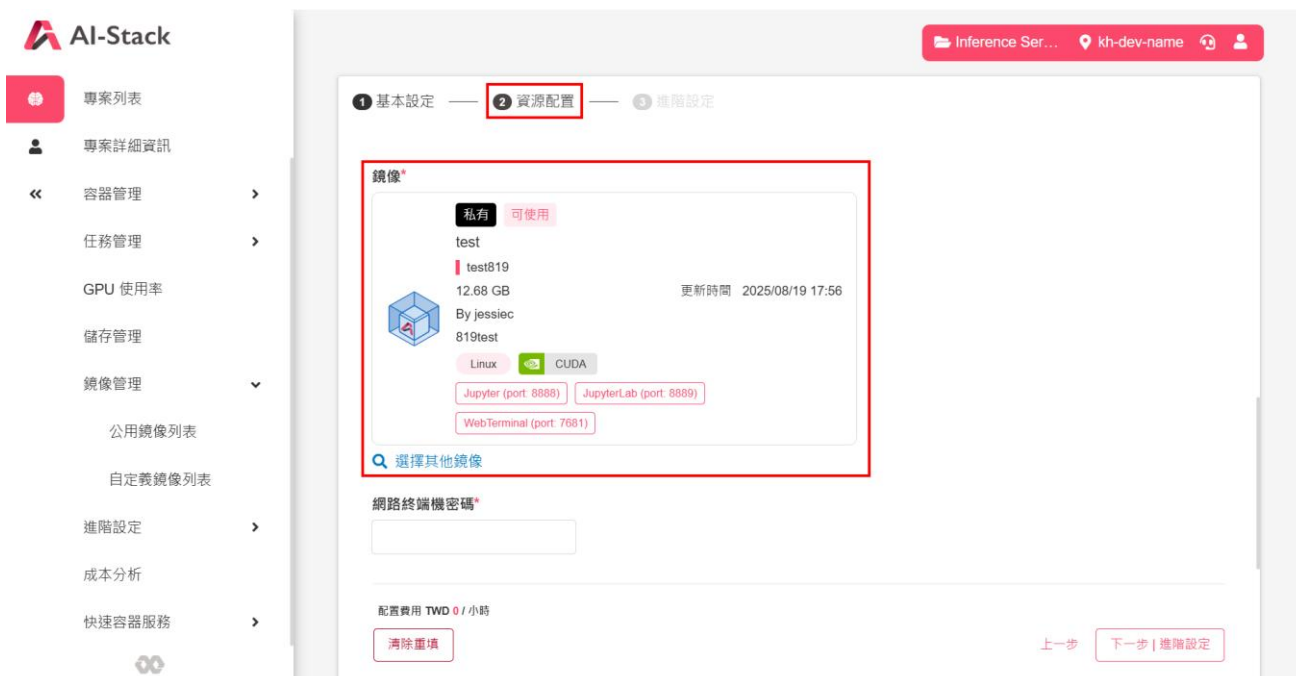 AI-Stack
Inference Ser... kh-dev-name
專案列表
專案詳細資訊
容器管理
任務管理
GPU 使用率
儲存管理
鏡像管理
公用鏡像列表
自定義鏡像列表
進階設定
成本分析
快速容器服務
1 基本設定 2 資源配置 3 進階設定
鏡像*
私有 可使用
test
test819
12.68 GB 更新時間 2025/08/19 17:56
By jessiec
819test
Linux CUDA
Jupyter (port: 8888) JupyterLab (port: 8889)
WebTerminal (port: 7681)
選擇其他鏡像
網路終端機密碼*
配置費用 TWD 0 / 小時
清除重填 上一步 下一步 | 進階設定